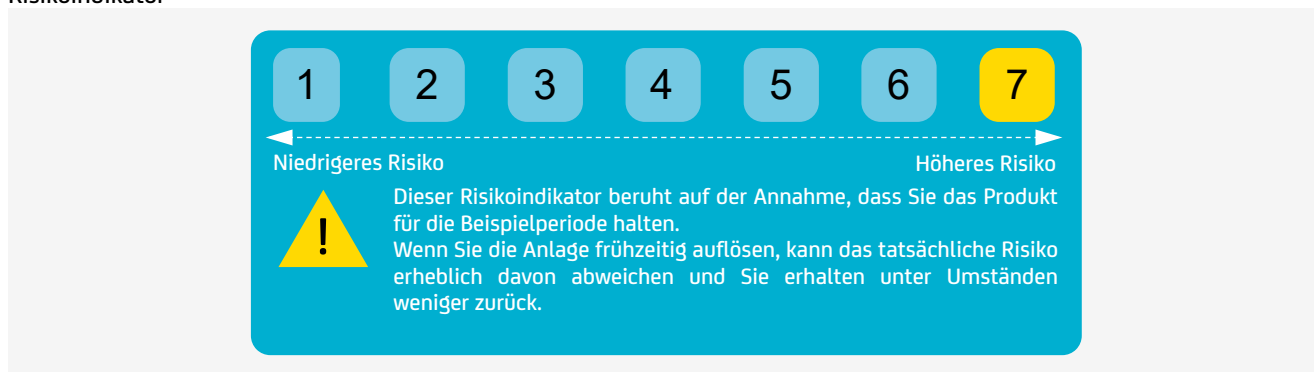 Risikoindikator
1 2 3 4 5 6 7
Niedrigeres Risiko Höheres Risiko
!
Dieser Risikoindikator beruht auf der Annahme, dass Sie das Produkt
für die Beispielperiode halten.
Wenn Sie die Anlage frühzeitig auflösen, kann das tatsächliche Risiko
erheblich davon abweichen und Sie erhalten unter Umständen
weniger zurück.